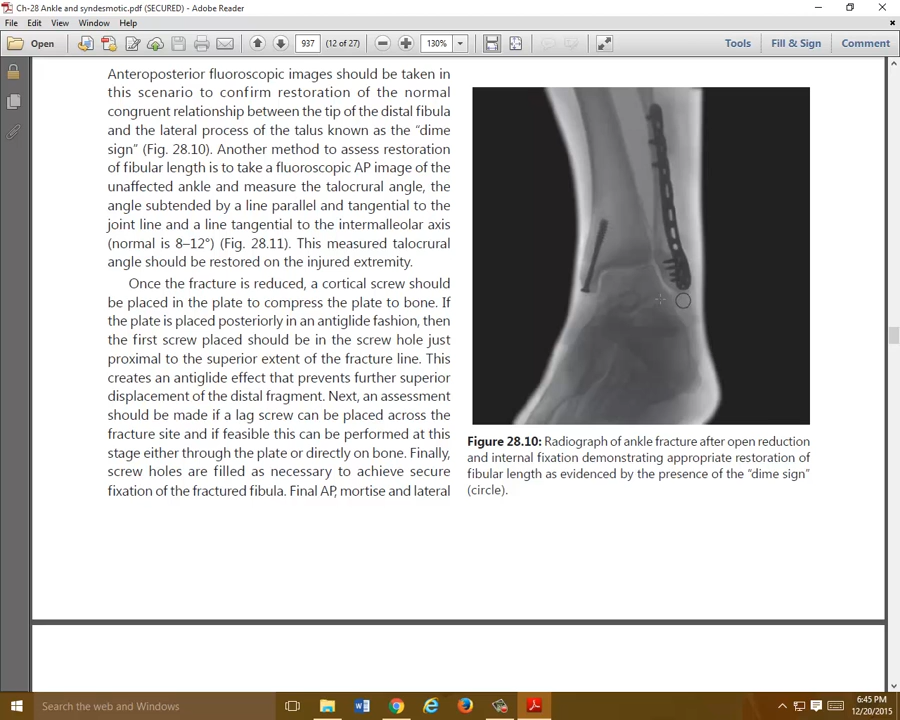 Ch-28 Ankle and syndesmotic.pdf (SECURED) - Adobe Reader
File Edit View Window Help
Open 937 (12 of 27) 130% Tools Fill & Sign Comment
Anteroposterior fluoroscopic images should be taken in
this scenario to confirm restoration of the normal
congruent relationship between the tip of the distal fibula
and the lateral process of the talus known as the “dime
sign” (Fig. 28.10). Another method to assess restoration
of fibular length is to take a fluoroscopic AP image of the
unaffected ankle and measure the talocrural angle, the
angle subtended by a line parallel and tangential to the
joint line and a line tangential to the intermalleolar axis
(normal is 8–12°) (Fig. 28.11). This measured talocrural
angle should be restored on the injured extremity.
Once the fracture is reduced, a cortical screw should
be placed in the plate to compress the plate to bone. If
the plate is placed posteriorly in an antiglide fashion, then
the first screw placed should be in the screw hole just
proximal to the superior extent of the fracture line. This
creates an antiglide effect that prevents further superior
displacement of the distal fragment. Next, an assessment
should be made if a lag screw can be placed across the
fracture site and if feasible this can be performed at this
stage either through the plate or directly on bone. Finally,
screw holes are filled as necessary to achieve secure
fixation of the fractured fibula. Final AP, mortise and lateral
Figure 28.10: Radiograph of ankle fracture after open reduction
and internal fixation demonstrating appropriate restoration of
fibular length as evidenced by the presence of the “dime sign”
(circle).
Search the web and Windows
6:45 PM
12/20/2015